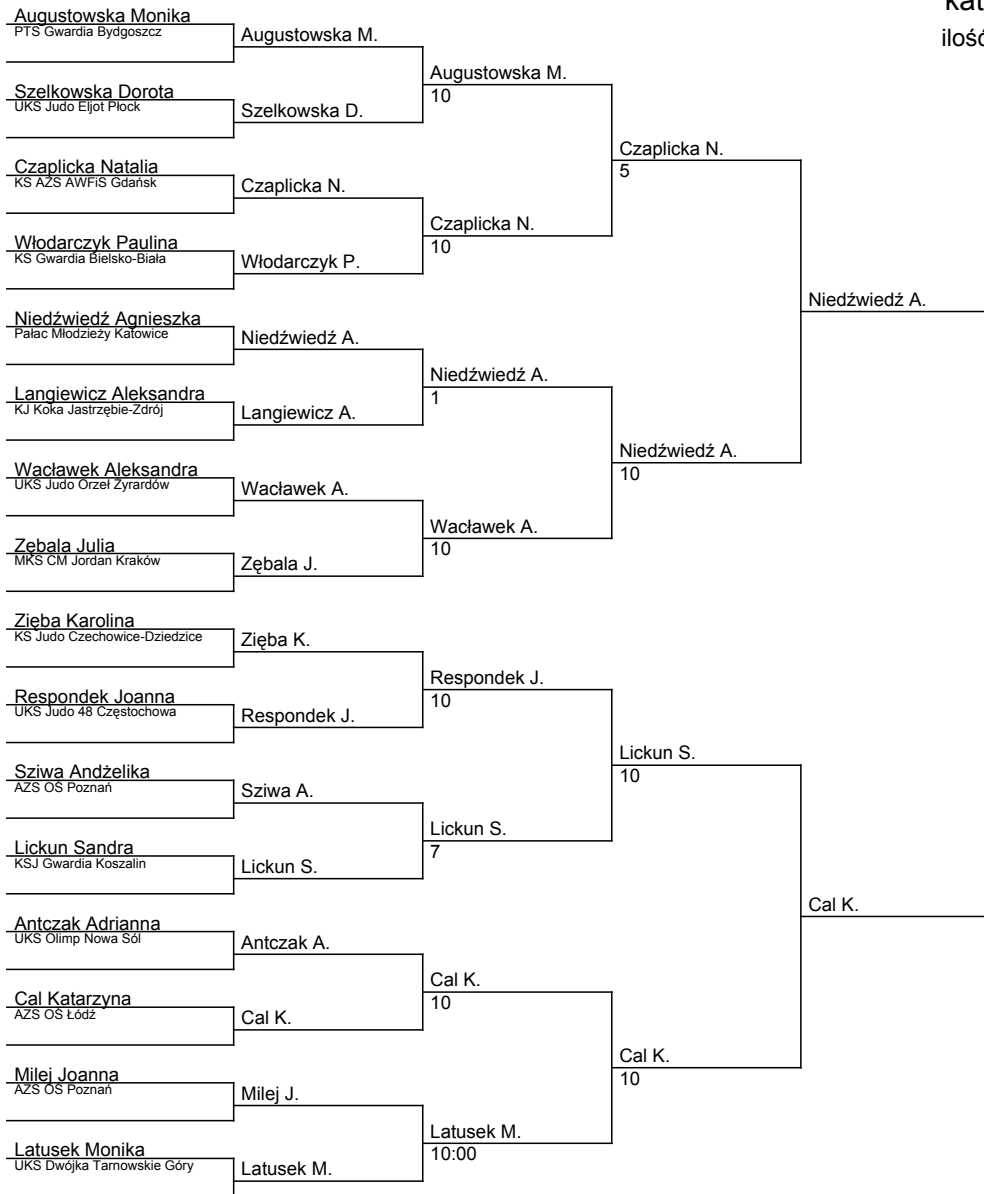 kat
ilość
Augustowska Monika
PTS Gwardia Bydgoszcz
Augustowska M.
Augustowska M.
10
Szelkowska Dorota
UKS Judo Eljot Płock
Szelkowska D.
Czaplicka N.
5
Czaplicka Natalia
KS AZS AWFiS Gdańsk
Czaplicka N.
Czaplicka N.
10
Włodarczyk Paulina
KS Gwardia Bielsko-Biała
Włodarczyk P.
Niedźwiedź A.
Niedźwiedź Agnieszka
Pałac Młodzieży Katowice
Niedźwiedź A.
Niedźwiedź A.
1
Langiewicz Aleksandra
KJ Koka Jastrzębie-Zdrój
Langiewicz A.
Niedźwiedź A.
10
Wacławek Aleksandra
UKS Judo Orzeł Żyrardów
Wacławek A.
Wacławek A.
10
Zębala Julia
MKS CM Jordan Kraków
Zębala J.
Zięba Karolina
KS Judo Czechowice-Dziedzice
Zięba K.
Respondek J.
10
Respondek Joanna
UKS Judo 48 Częstochowa
Respondek J.
Lickun S.
10
Sziwa Andżelika
AZS OŚ Poznań
Sziwa A.
Lickun S.
7
Lickun Sandra
KSJ Gwardia Koszalin
Lickun S.
Cal K.
Antczak Adrianna
UKS Olimp Nowa Sól
Antczak A.
Cal K.
10
Cal Katarzyna
AZS OŚ Łódź
Cal K.
Cal K.
10
Milej Joanna
AZS OŚ Poznań
Milej J.
Latusek M.
10:00
Latusek Monika
UKS Dwójka Tarnowskie Góry
Latusek M.